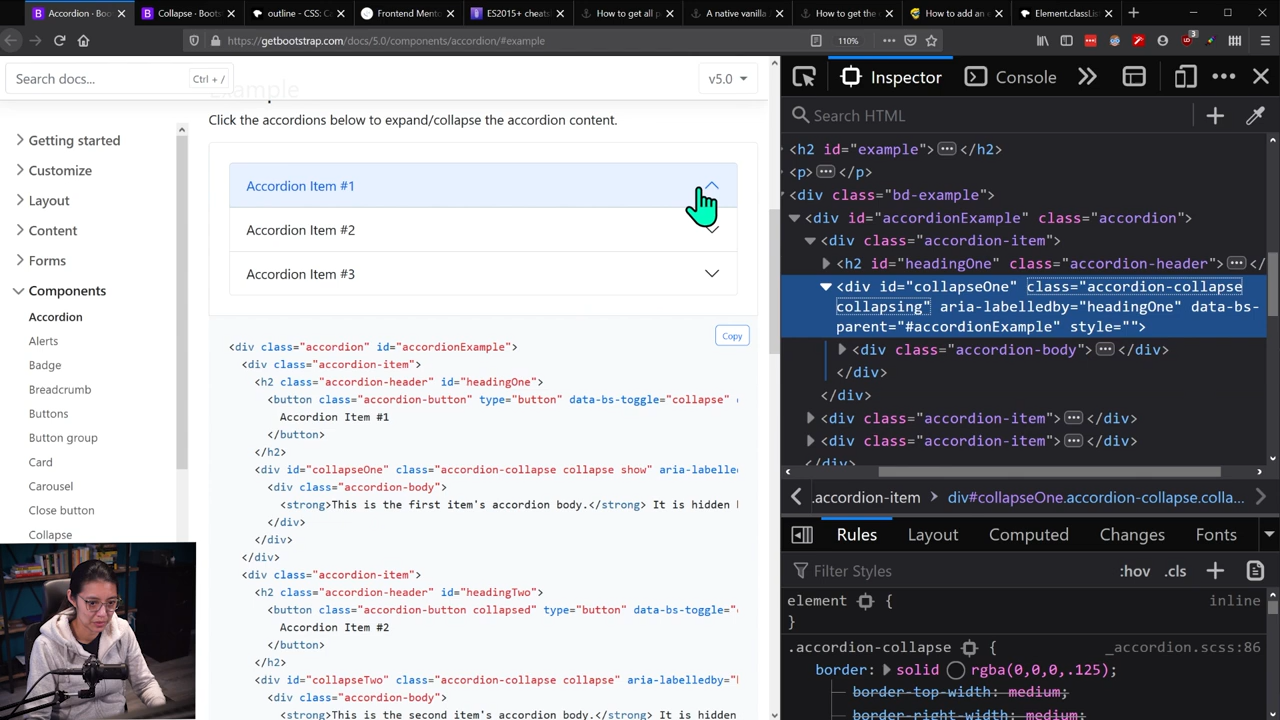 Accordion · Boo
Collapse · Boots
outline - CSS: Ca
Frontend Mento
ES2015+ cheats
How to get all p
A native vanilla
How to get the c
How to add an e
Element.classLis
https://getbootstrap.com/docs/5.0/components/accordion/#example
110%
3
Search docs...
Ctrl + /
v5.0
Example
Click the accordions below to expand/collapse the accordion content.
Getting started
Customize
Layout
Content
Forms
Components
Accordion
Alerts
Badge
Breadcrumb
Buttons
Button group
Card
Carousel
Close button
Collapse
Accordion Item #1
Accordion Item #2
Accordion Item #3
Copy
<div class="accordion" id="accordionExample">
<div class="accordion-item">
<h2 class="accordion-header" id="headingOne">
<button class="accordion-button" type="button" data-bs-toggle="collapse"
Accordion Item #1
</button>
</h2>
<div id="collapseOne" class="accordion-collapse collapse show" aria-labelled
<div class="accordion-body">
<strong>This is the first item's accordion body.</strong> It is hidden
</div>
</div>
</div>
<div class="accordion-item">
<h2 class="accordion-header" id="headingTwo">
<button class="accordion-button collapsed" type="button" data-bs-toggle="
Accordion Item #2
</button>
</h2>
<div id="collapseTwo" class="accordion-collapse collapse" aria-labelledby="h
<div class="accordion-body">
<strong>This is the second item's accordion body.</strong> It is hidden
Inspector
Console
Search HTML
<h2 id="example"> </h2>
<p> </p>
<div class="bd-example">
<div id="accordionExample" class="accordion">
<div class="accordion-item">
<h2 id="headingOne" class="accordion-header"> </
<div id="collapseOne" class="accordion-collapse
collapsing" aria-labelledby="headingOne" data-bs-
parent="#accordionExample" style="">
<div class="accordion-body"> </div>
</div>
</div>
<div class="accordion-item"> </div>
<div class="accordion-item"> </div>
</div>
.accordion-item
div#collapseOne.accordion-collapse.colla...
Rules
Layout
Computed
Changes
Fonts
Filter Styles
:hov
.cls
element { inline
}
.accordion-collapse { _accordion.scss:86
border: solid rgba(0,0,0,.125);
border-top-width: medium;
border-right-width: medium;